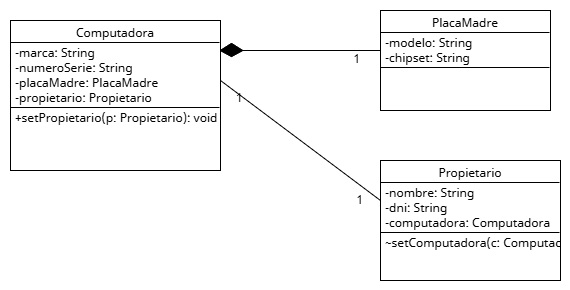 Computadora
-marca: String
-numeroSerie: String
-placaMadre: PlacaMadre
-propietario: Propietario
+setPropietario(p: Propietario): void
1
1
1
PlacaMadre
-modelo: String
-chipset: String
Propietario
-nombre: String
-dni: String
-computadora: Computadora
~setComputadora(c: Computad